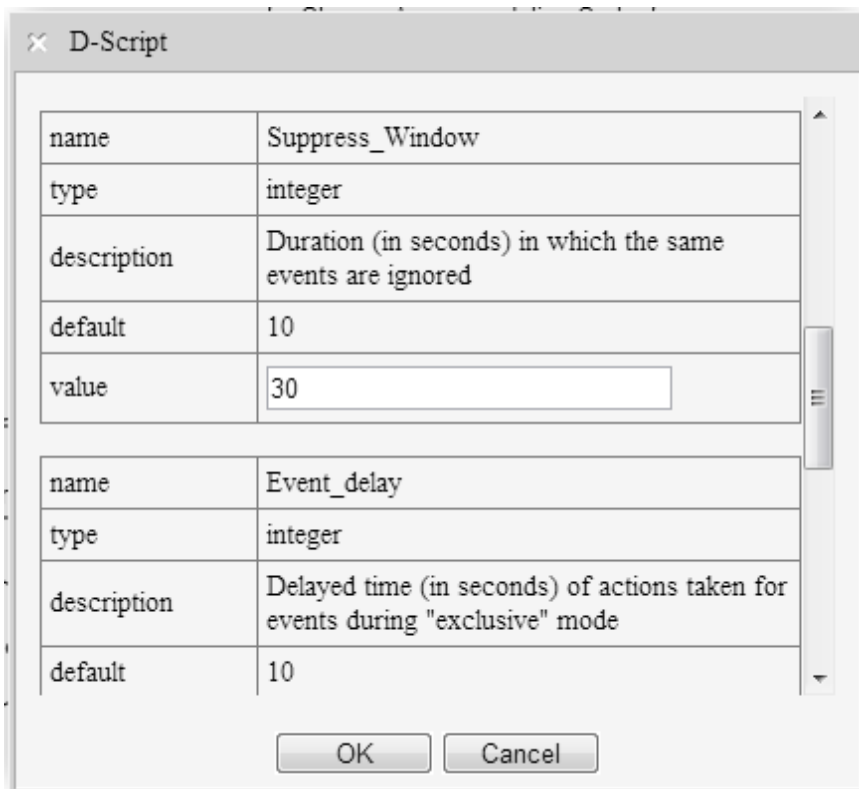 D-Script
name Suppress_Window
type integer
description Duration (in seconds) in which the same
events are ignored
default 10
value 30
name Event_delay
type integer
description Delayed time (in seconds) of actions taken for
events during "exclusive" mode
default 10
OK Cancel